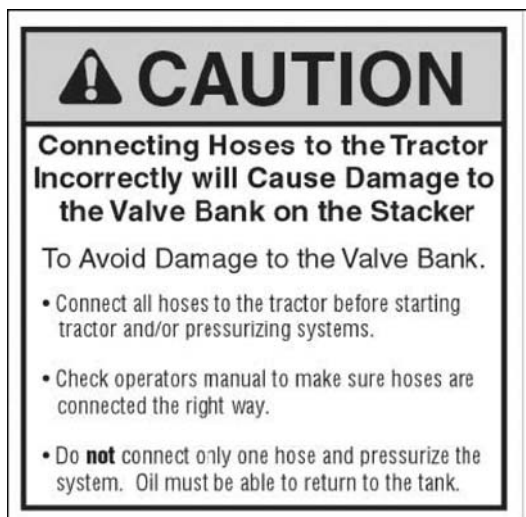 CAUTION
Connecting Hoses to the Tractor
Incorrectly will Cause Damage to
the Valve Bank on the Stacker
To Avoid Damage to the Valve Bank.
• Connect all hoses to the tractor before starting
tractor and/or pressurizing systems.
• Check operators manual to make sure hoses are
connected the right way.
• Do not connect only one hose and pressurize the
system. Oil must be able to return to the tank.